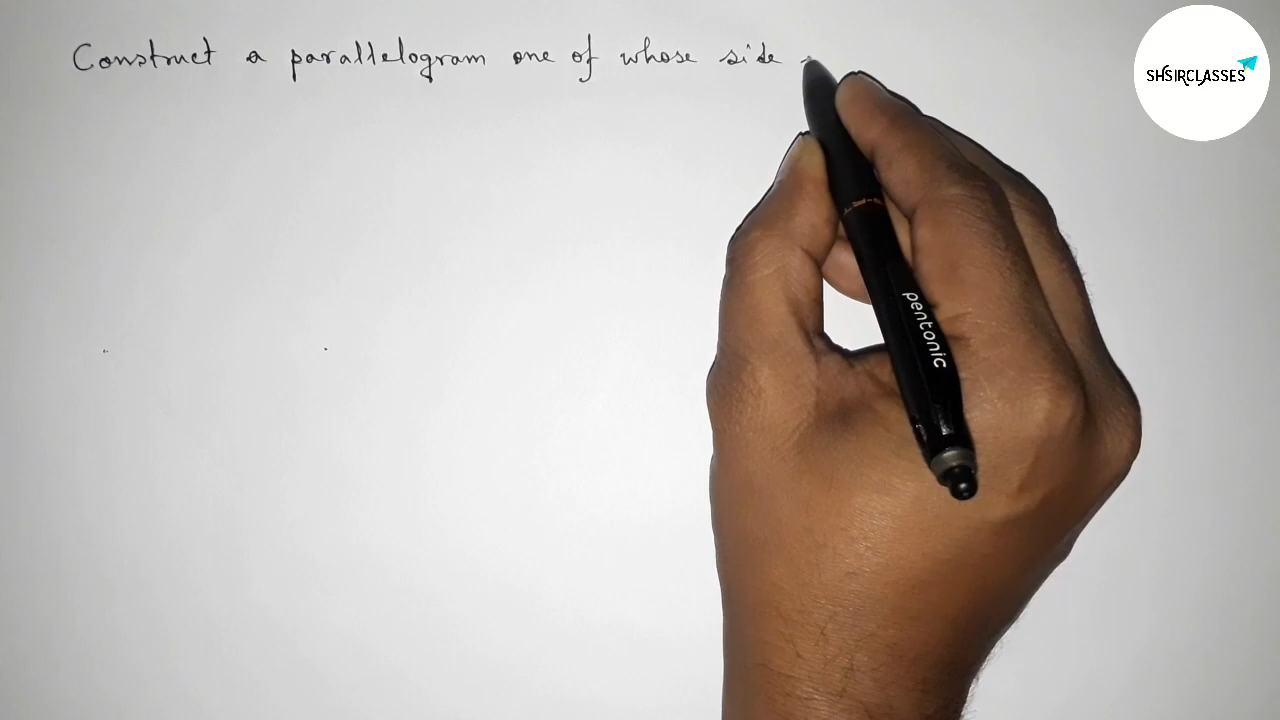 Construct a parallelogram one of whose side
SHSIRCLASSES
pentonic